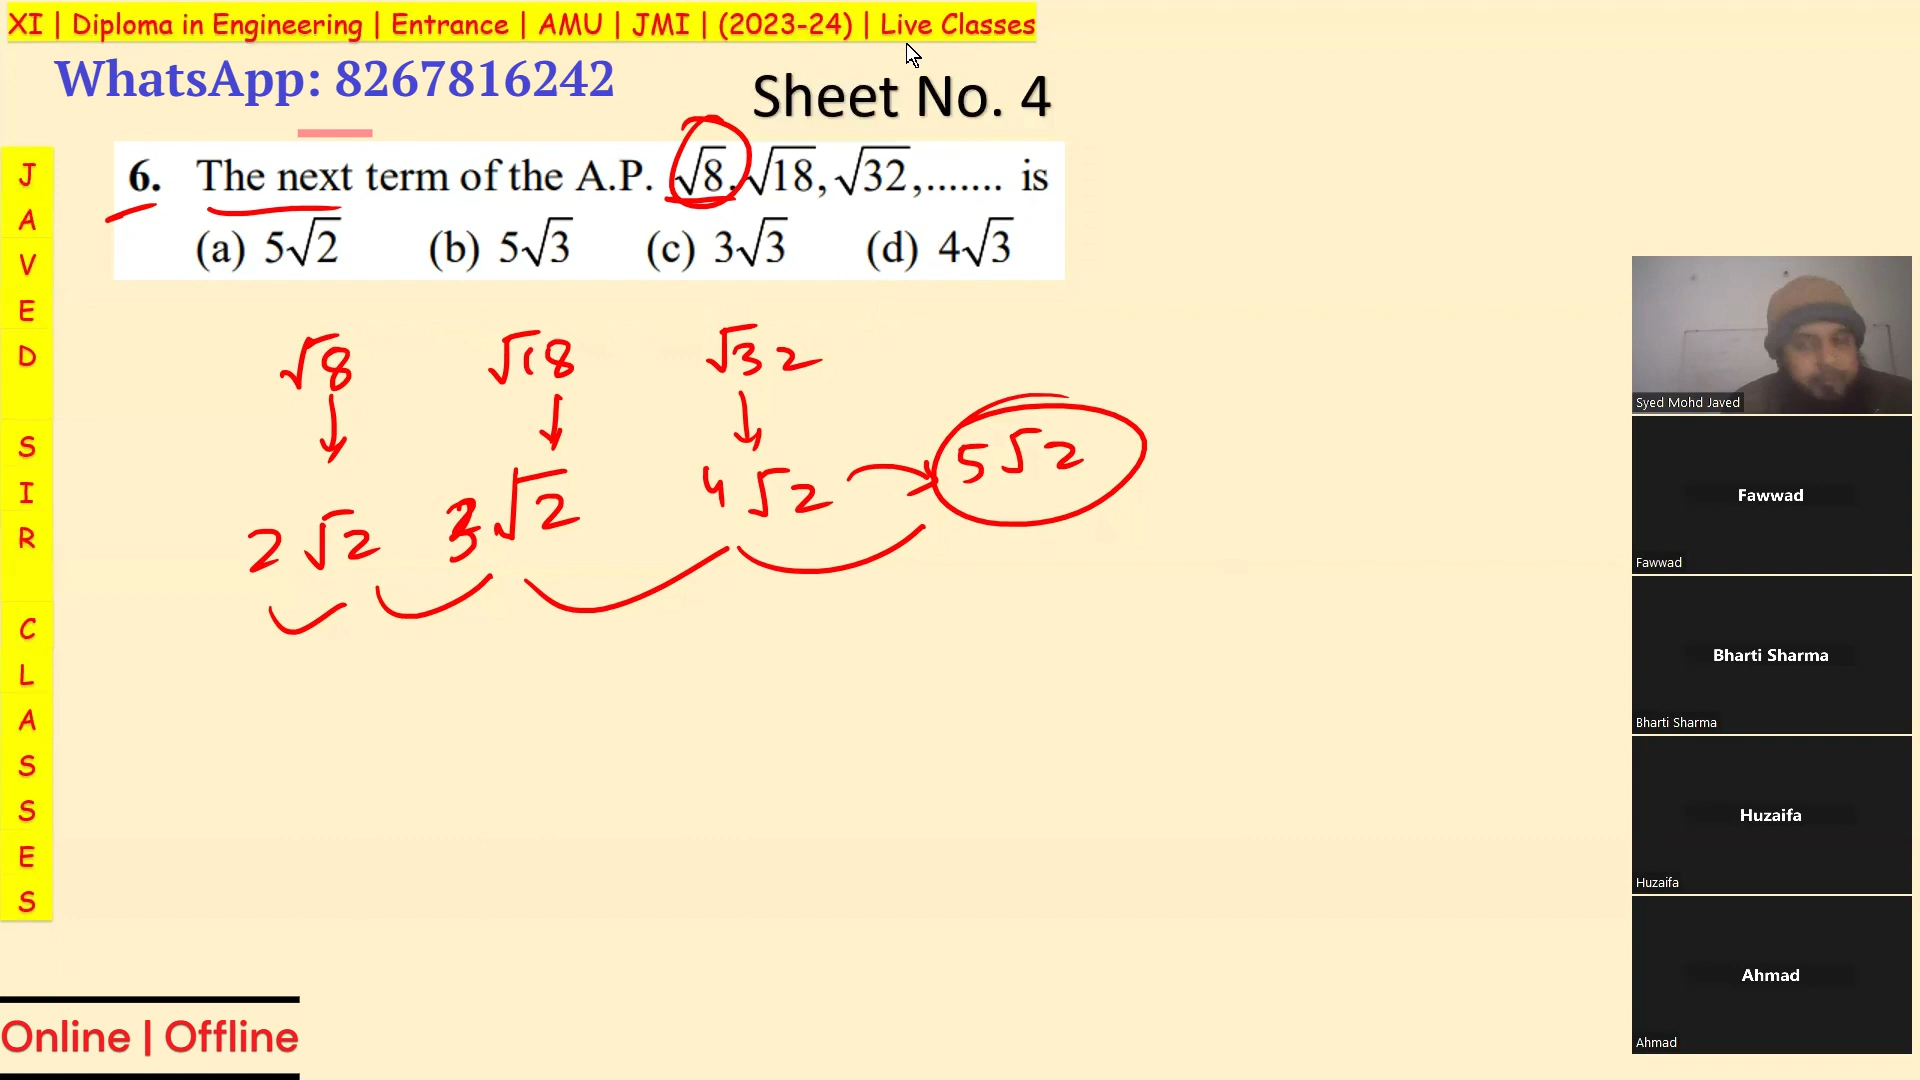 XI | Diploma in Engineering | Entrance | AMU | JMI | (2023-24) | Live Classes
WhatsApp: 8267816242
Sheet No. 4
6. The next term of the A.P. √8, √18, √32,....... is
(a) 5√2 (b) 5√3 (c) 3√3 (d) 4√3
√8 √18 √32
2√2 3√2 4√2 5√2
JAVED SIR CLASSES
Online | Offline
Syed Mohd Javed
Fawwad
Fawwad
Bharti Sharma
Bharti Sharma
Huzaifa
Huzaifa
Ahmad
Ahmad